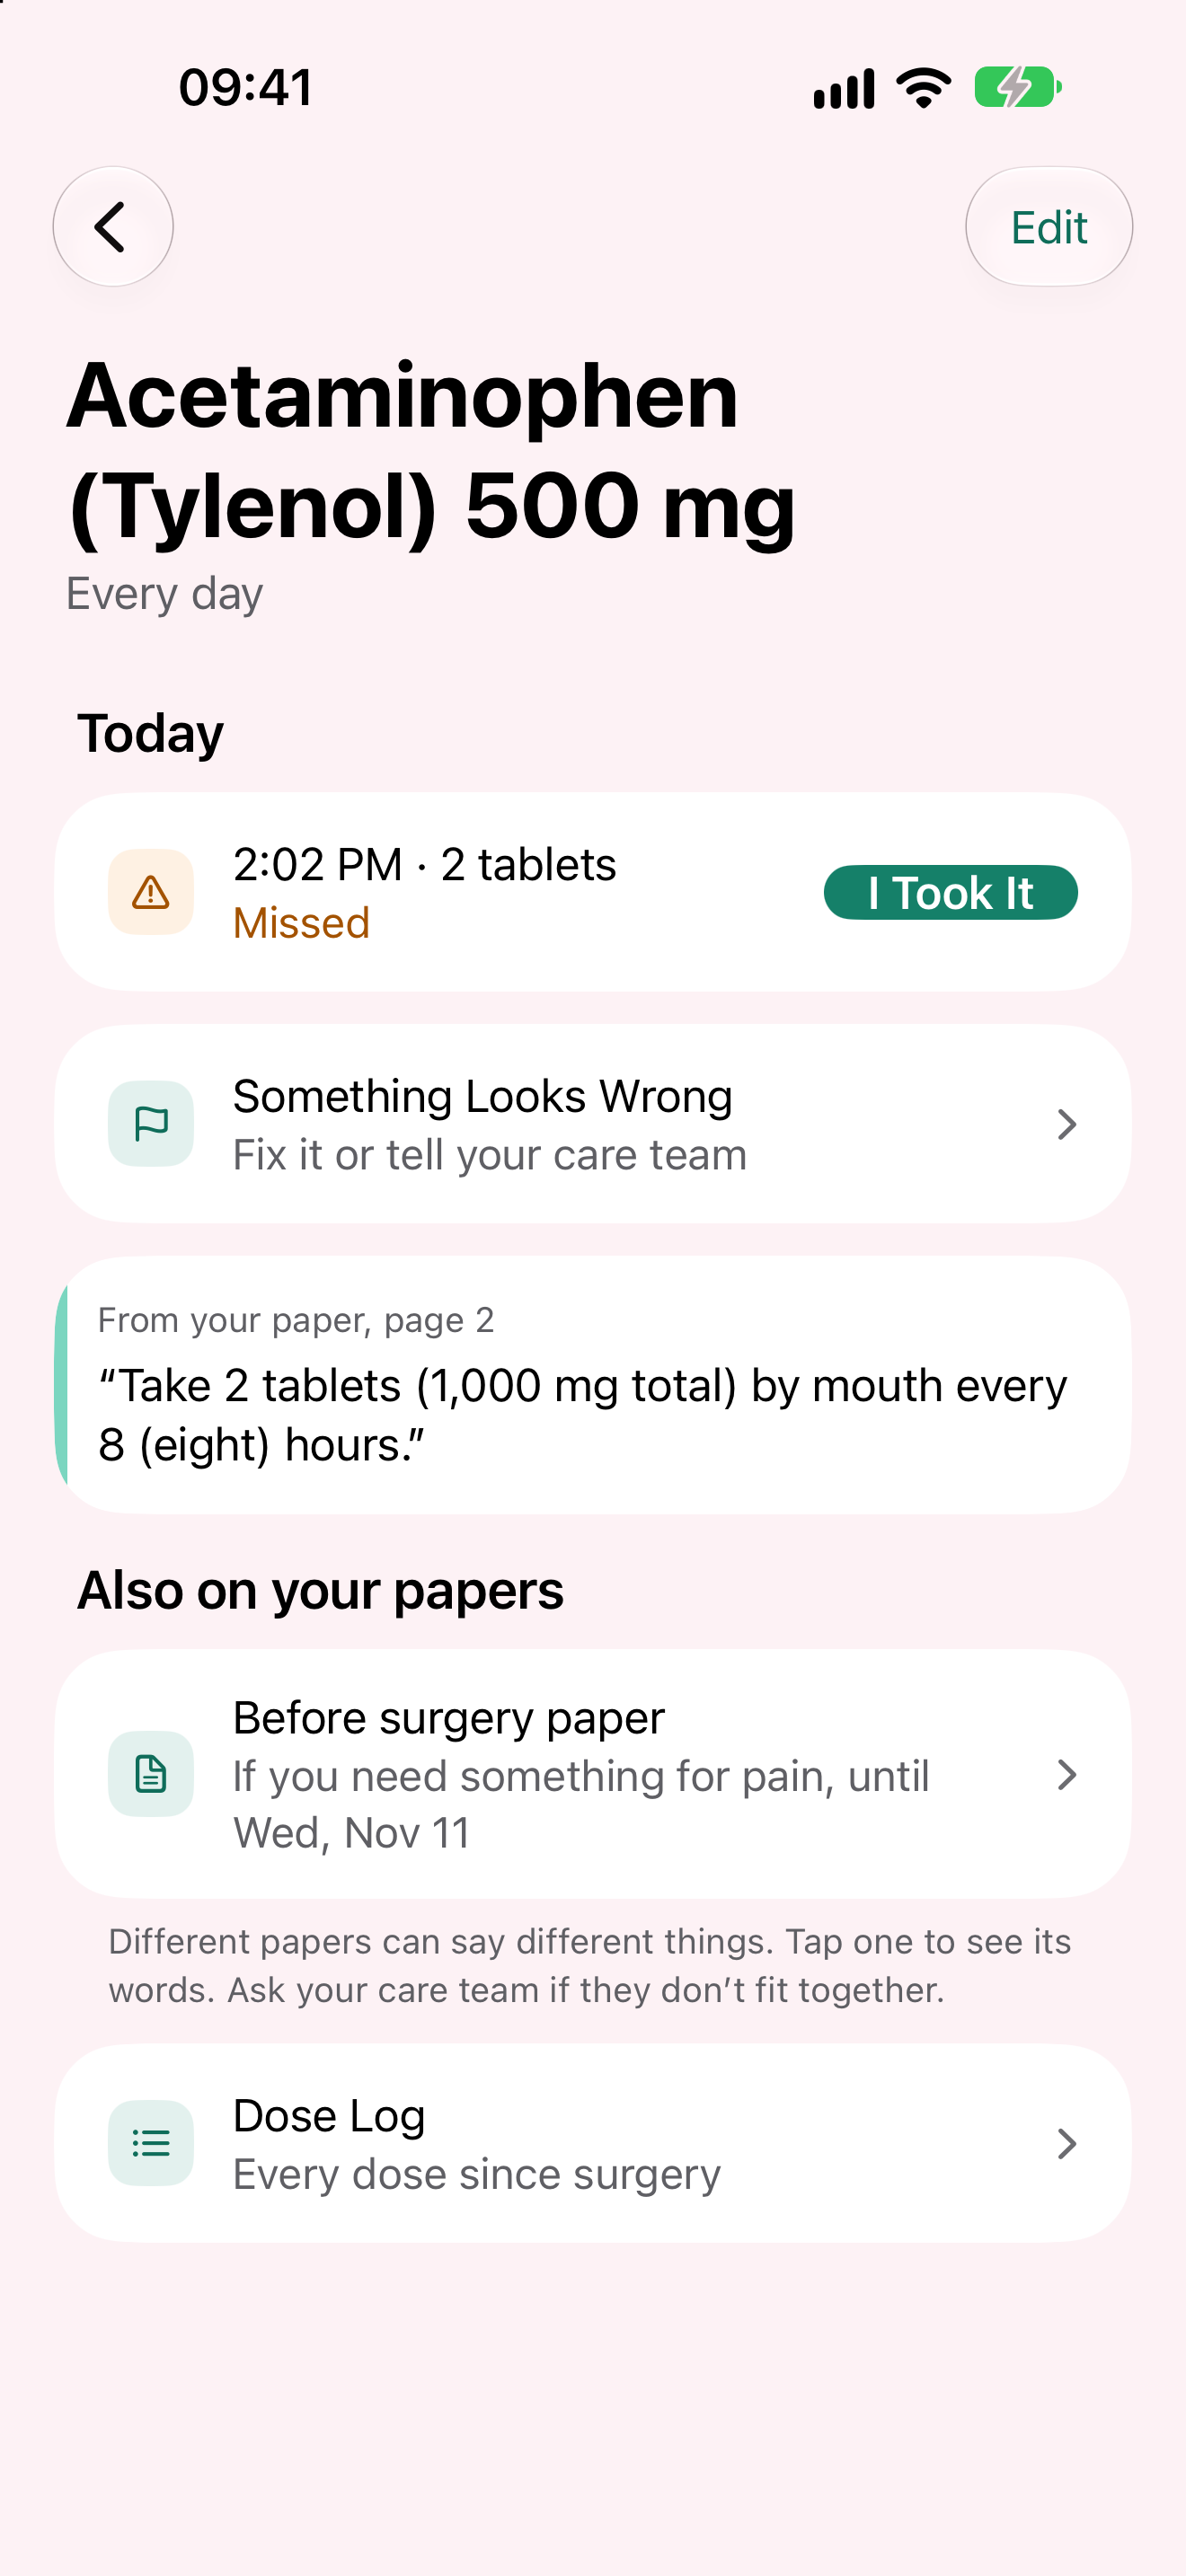 09:41
Edit
Acetaminophen
(Tylenol) 500 mg
Every day
Today
2:02 PM · 2 tablets
Missed
I Took It
Something Looks Wrong
Fix it or tell your care team
From your paper, page 2
“Take 2 tablets (1,000 mg total) by mouth every
8 (eight) hours.”
Also on your papers
Before surgery paper
If you need something for pain, until
Wed, Nov 11
Different papers can say different things. Tap one to see its
words. Ask your care team if they don’t fit together.
Dose Log
Every dose since surgery